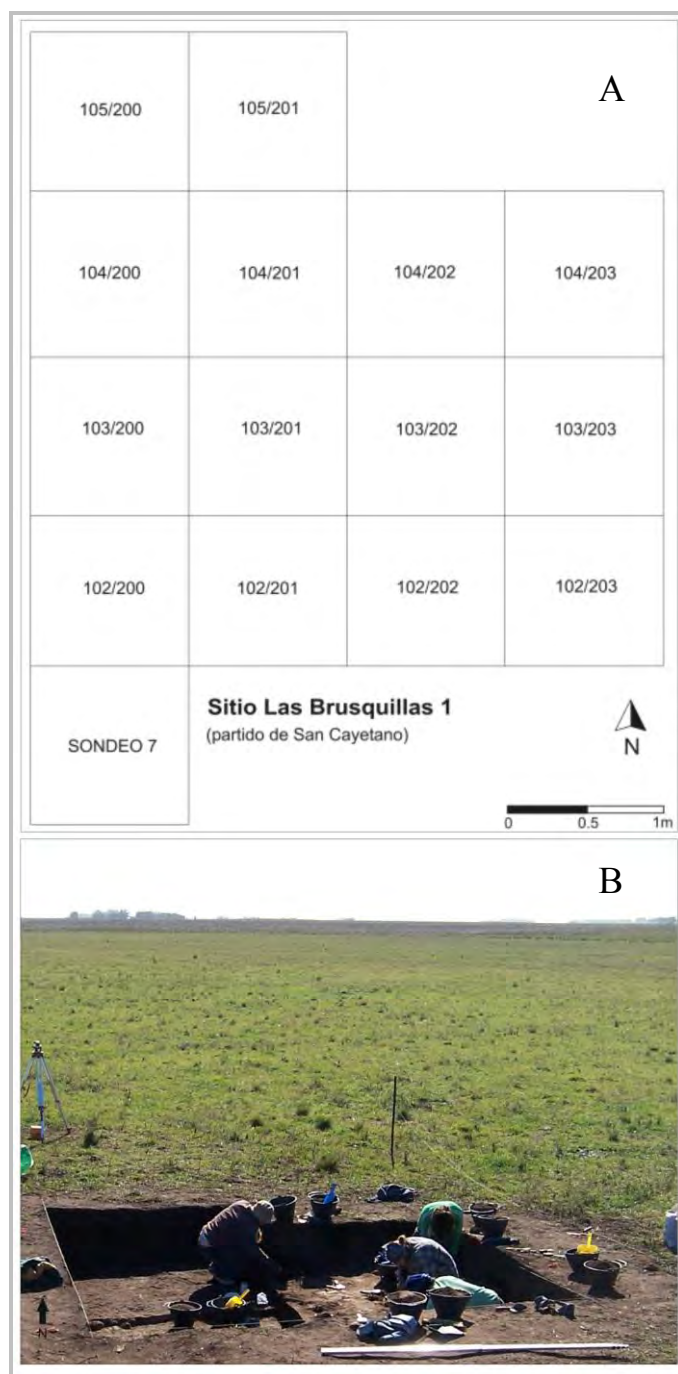 A
105/200 105/201
104/200 104/201 104/202 104/203
103/200 103/201 103/202 103/203
102/200 102/201 102/202 102/203
SONDEO 7
Sitio Las Brusquillas 1
(partido de San Cayetano)
N
0 0.5 1m
B
N